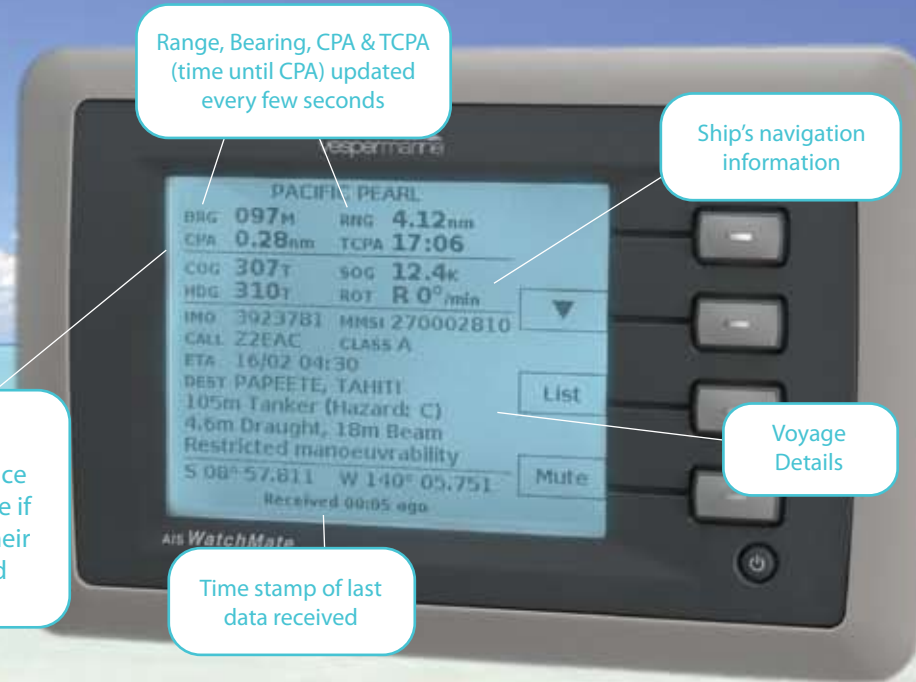 Range, Bearing, CPA & TCPA
(time until CPA) updated
every few seconds
Ship's navigation
information
vespermarine
PACIFIC PEARL
BRG 097M RNG 4.12nm
CPA 0.28nm TCPA 17:06
COG 307T SOG 12.4K
HDG 310T ROT R 0°/min
IMO 3923781 MMSI 270002810
CALL Z2EAC CLASS A
ETA 16/02 04:30
DEST PAPEETE, TAHITI
105m Tanker (Hazard: C)
4.6m Draught, 18m Beam
Restricted manoeuvrability
S 08° 57.811 W 140° 05.751
Received 00:05 ago
▼
List
Mute
Voyage
Details
AIS WatchMate
Time stamp of last
data received
if